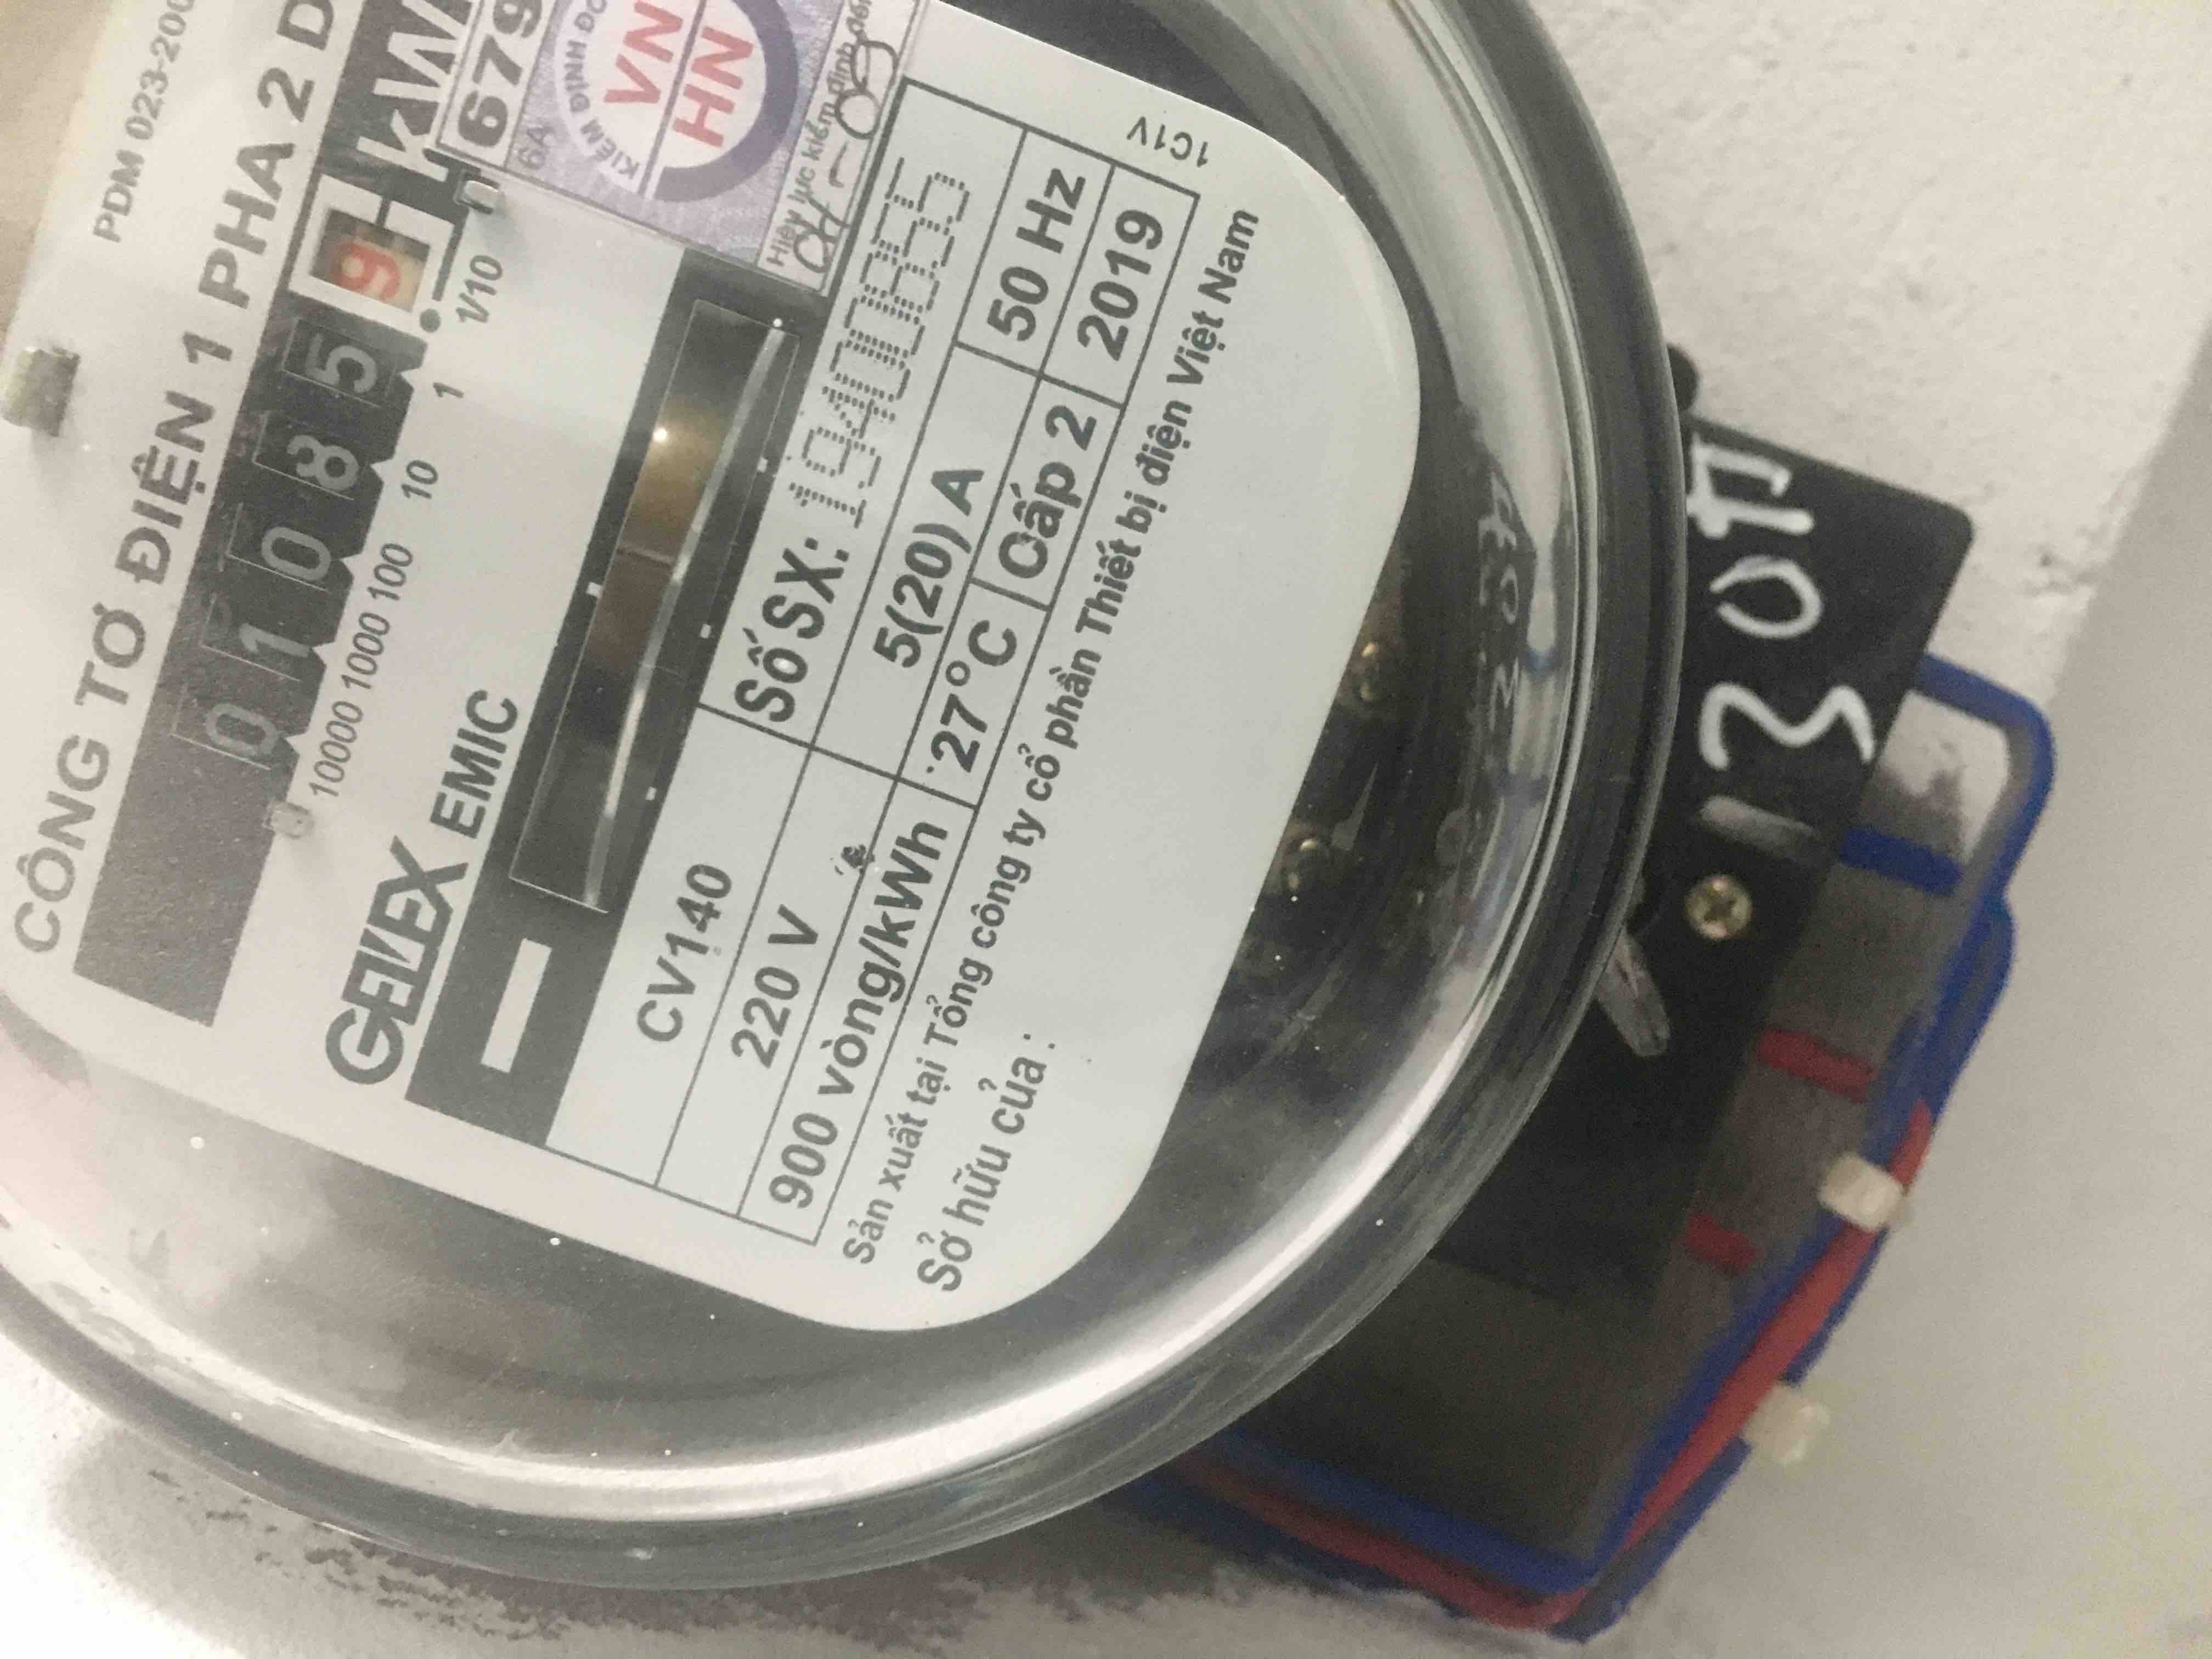 PDM 023-200
CÔNG TƠ ĐIỆN 1 PHA 2 D
0 1 0 8 5 9
10000 1000 100 10 1 1/10
6799
6A
KIỂM ĐỊNH
VN
HN
Hiệu lực kiểm định đến
GELEX EMIC
CV140
Số SX:
220 V
5(20) A
50 Hz
900 vòng/kWh
27°C
Cấp 2
2019
1C1V
Sản xuất tại Tổng công ty cổ phần Thiết bị điện Việt Nam
Sở hữu của :